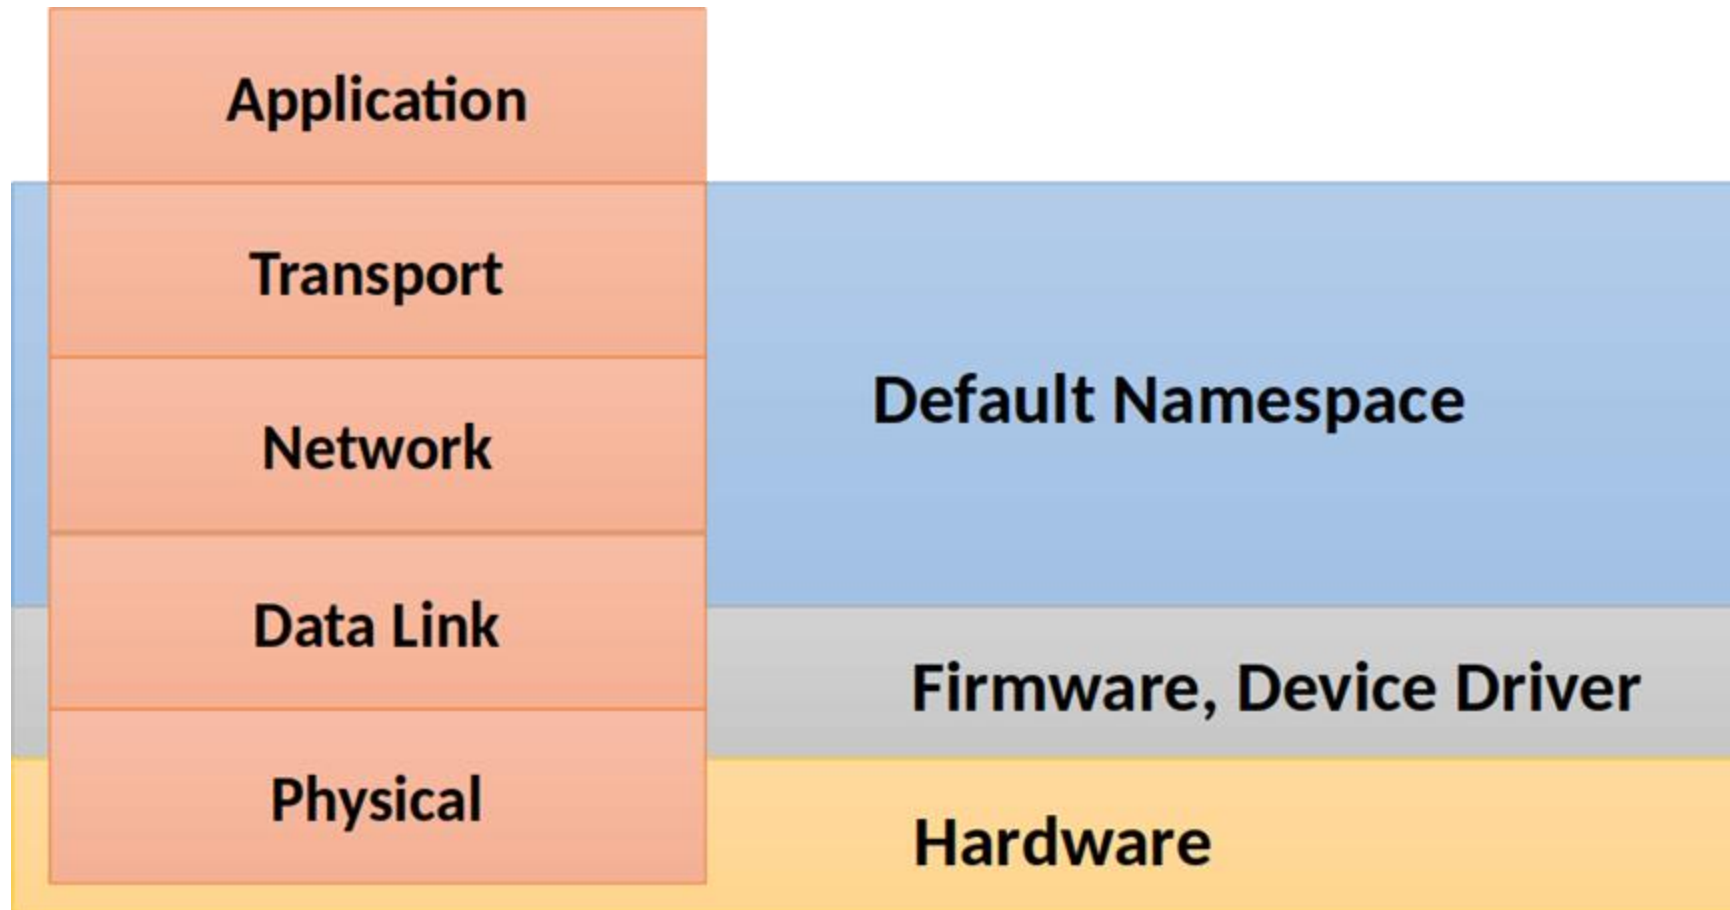 Application
Transport
Network
Default Namespace
Data Link
Firmware, Device Driver
Physical
Hardware